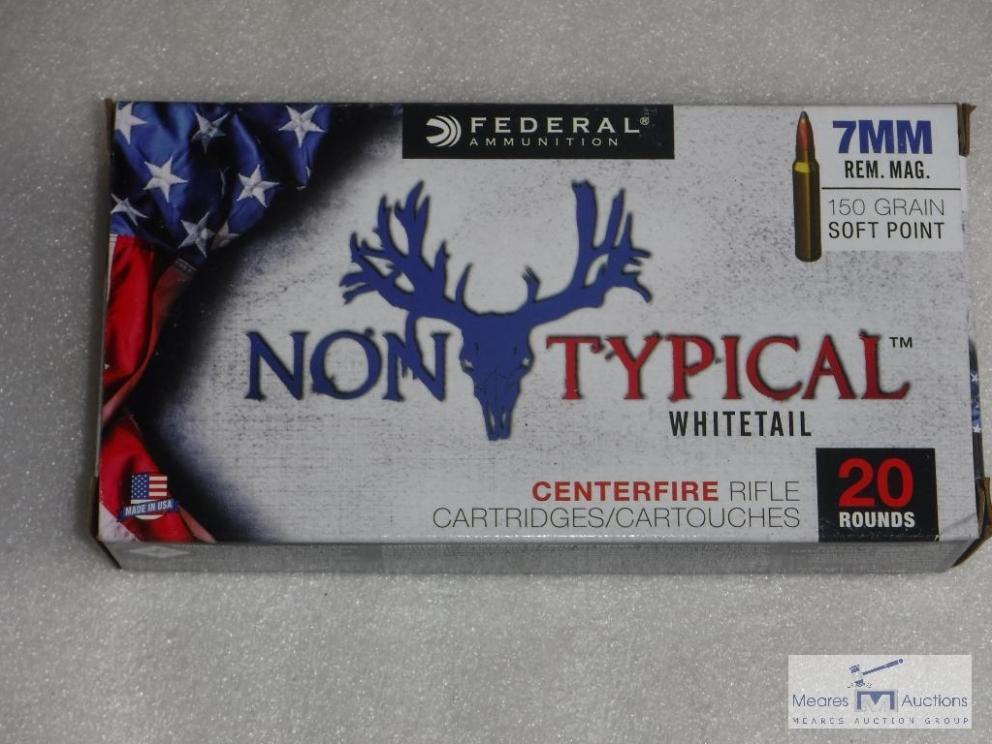 FEDERAL®
AMMUNITION
7MM
REM. MAG.
150 GRAIN
SOFT POINT
NON TYPICAL™
WHITETAIL
MADE IN USA
CENTERFIRE RIFLE
CARTRIDGES/CARTOUCHES
20
ROUNDS
Meares M Auctions
MEARES AUCTION GROUP